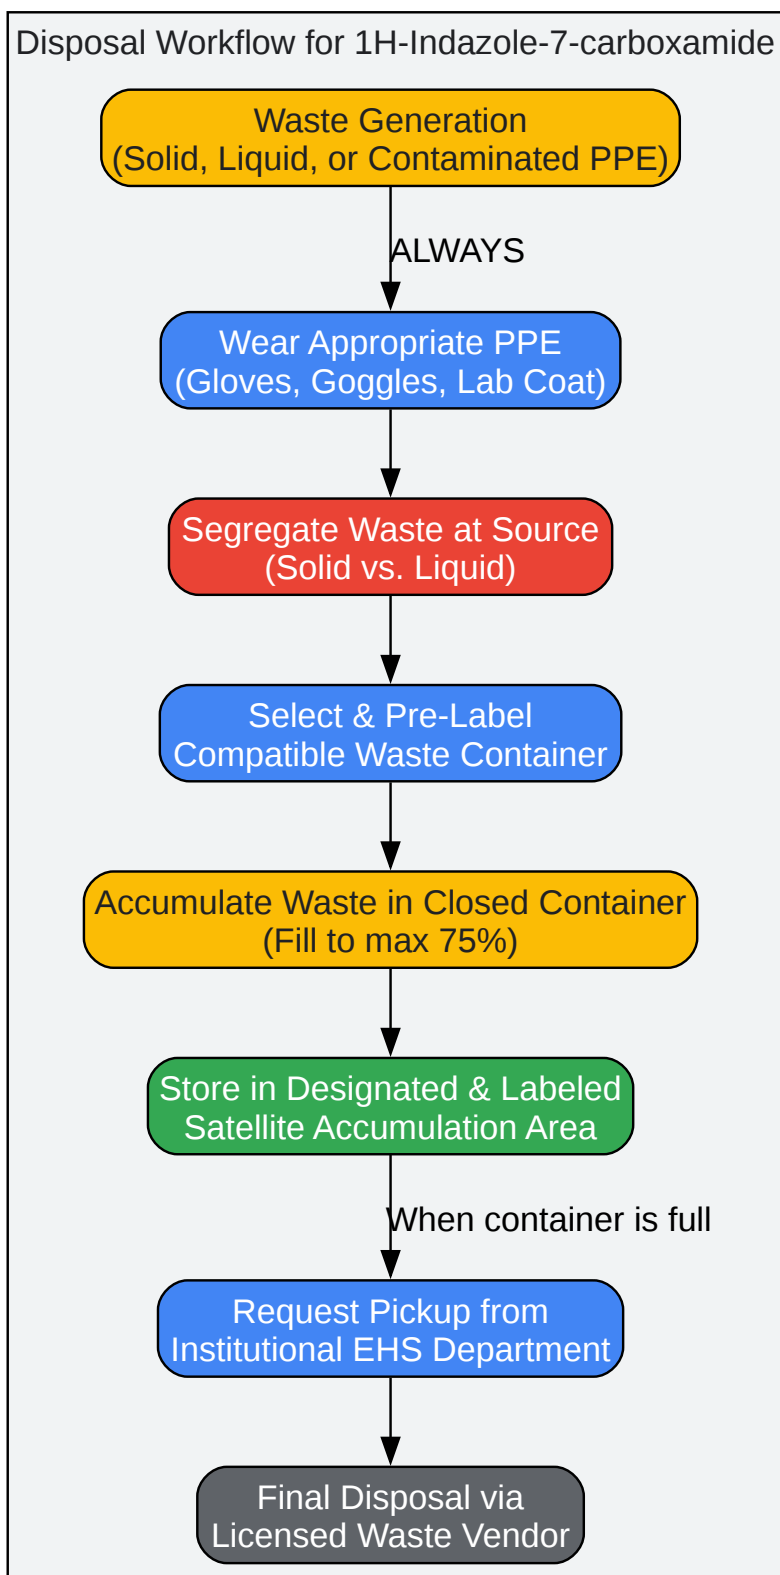 Disposal Workflow for 1H-Indazole-7-carboxamide
Waste Generation
(Solid, Liquid, or Contaminated PPE)
ALWAYS
Wear Appropriate PPE
(Gloves, Goggles, Lab Coat)
Segregate Waste at Source
(Solid vs. Liquid)
Select & Pre-Label
Compatible Waste Container
Accumulate Waste in Closed Container
(Fill to max 75%)
Store in Designated & Labeled
Satellite Accumulation Area
When container is full
Request Pickup from
Institutional EHS Department
Final Disposal via
Licensed Waste Vendor